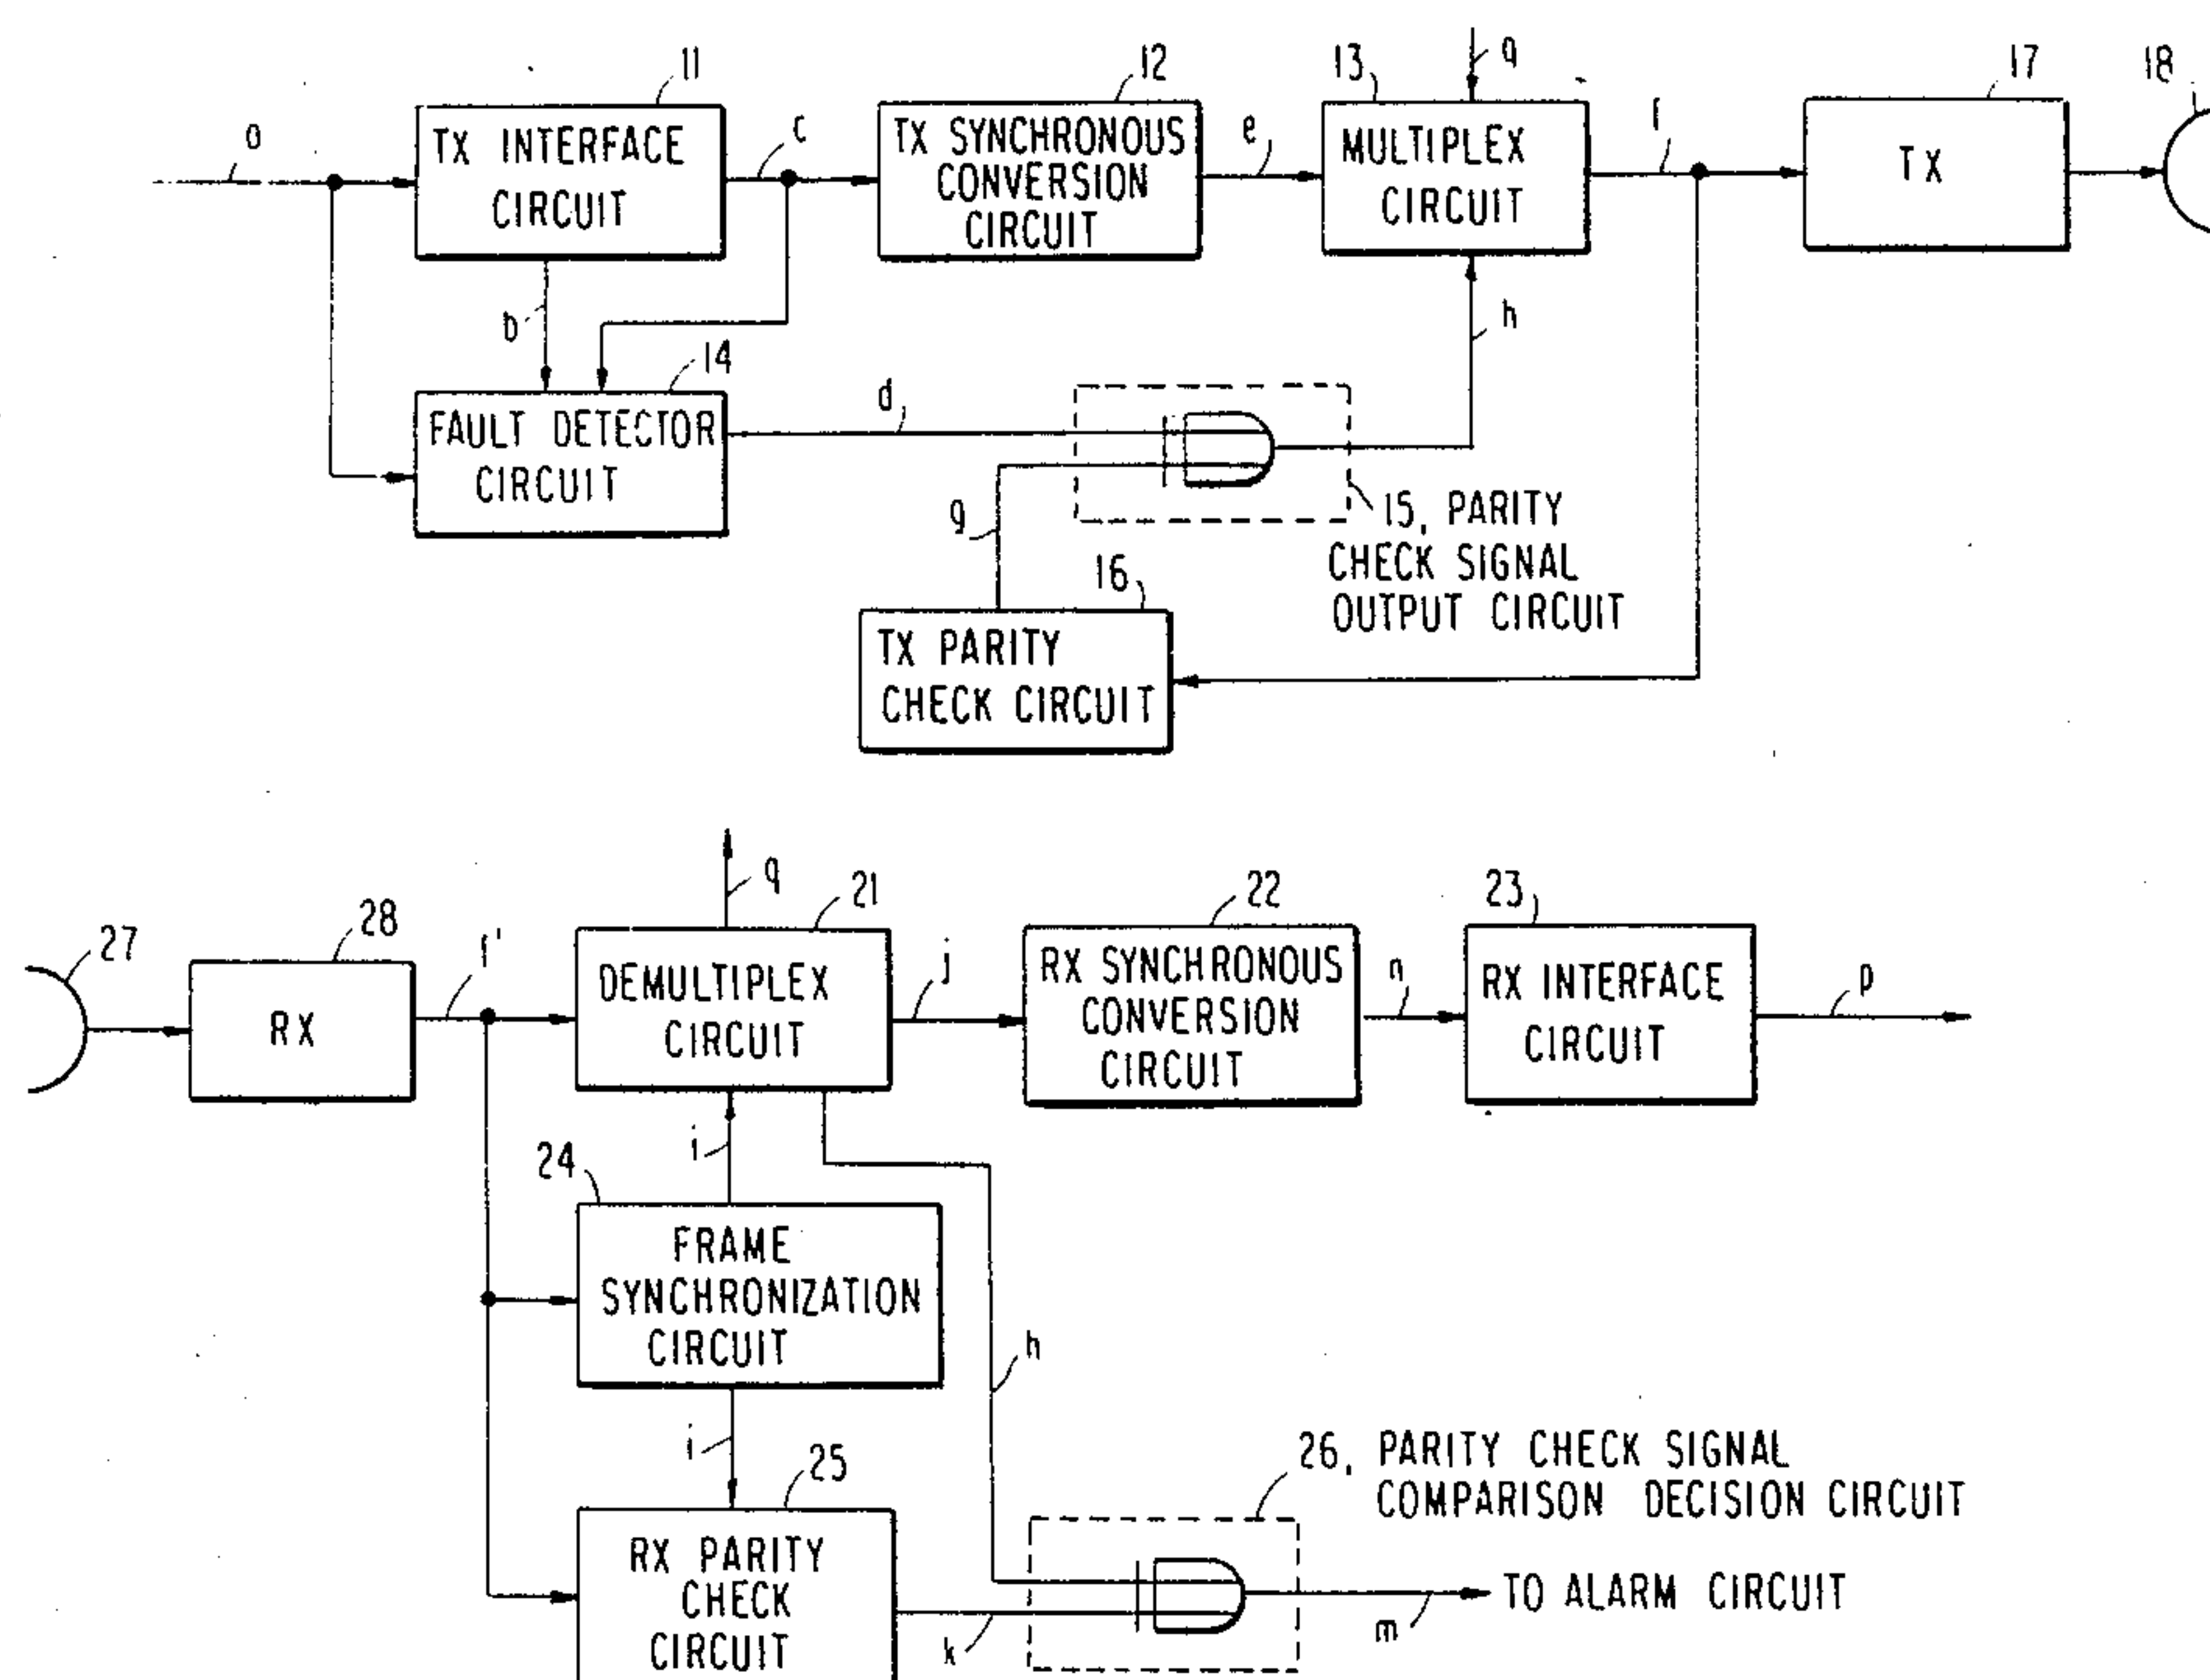 11
12
13
q
17
18
a
TX INTERFACE
CIRCUIT
c
TX SYNCHRONOUS
CONVERSION
CIRCUIT
e
MULTIPLEX
CIRCUIT
f
TX
b
14
h
FAULT DETECTOR
CIRCUIT
d
g
15, PARITY
CHECK SIGNAL
OUTPUT CIRCUIT
16
TX PARITY
CHECK CIRCUIT
q
21
22
23
27
28
f'
RX
DEMULTIPLEX
CIRCUIT
j
RX SYNCHRONOUS
CONVERSION
CIRCUIT
n
RX INTERFACE
CIRCUIT
p
i
24
FRAME
SYNCHRONIZATION
CIRCUIT
h
i
25
26, PARITY CHECK SIGNAL
COMPARISON DECISION CIRCUIT
RX PARITY
CHECK
CIRCUIT
k
m
TO ALARM CIRCUIT